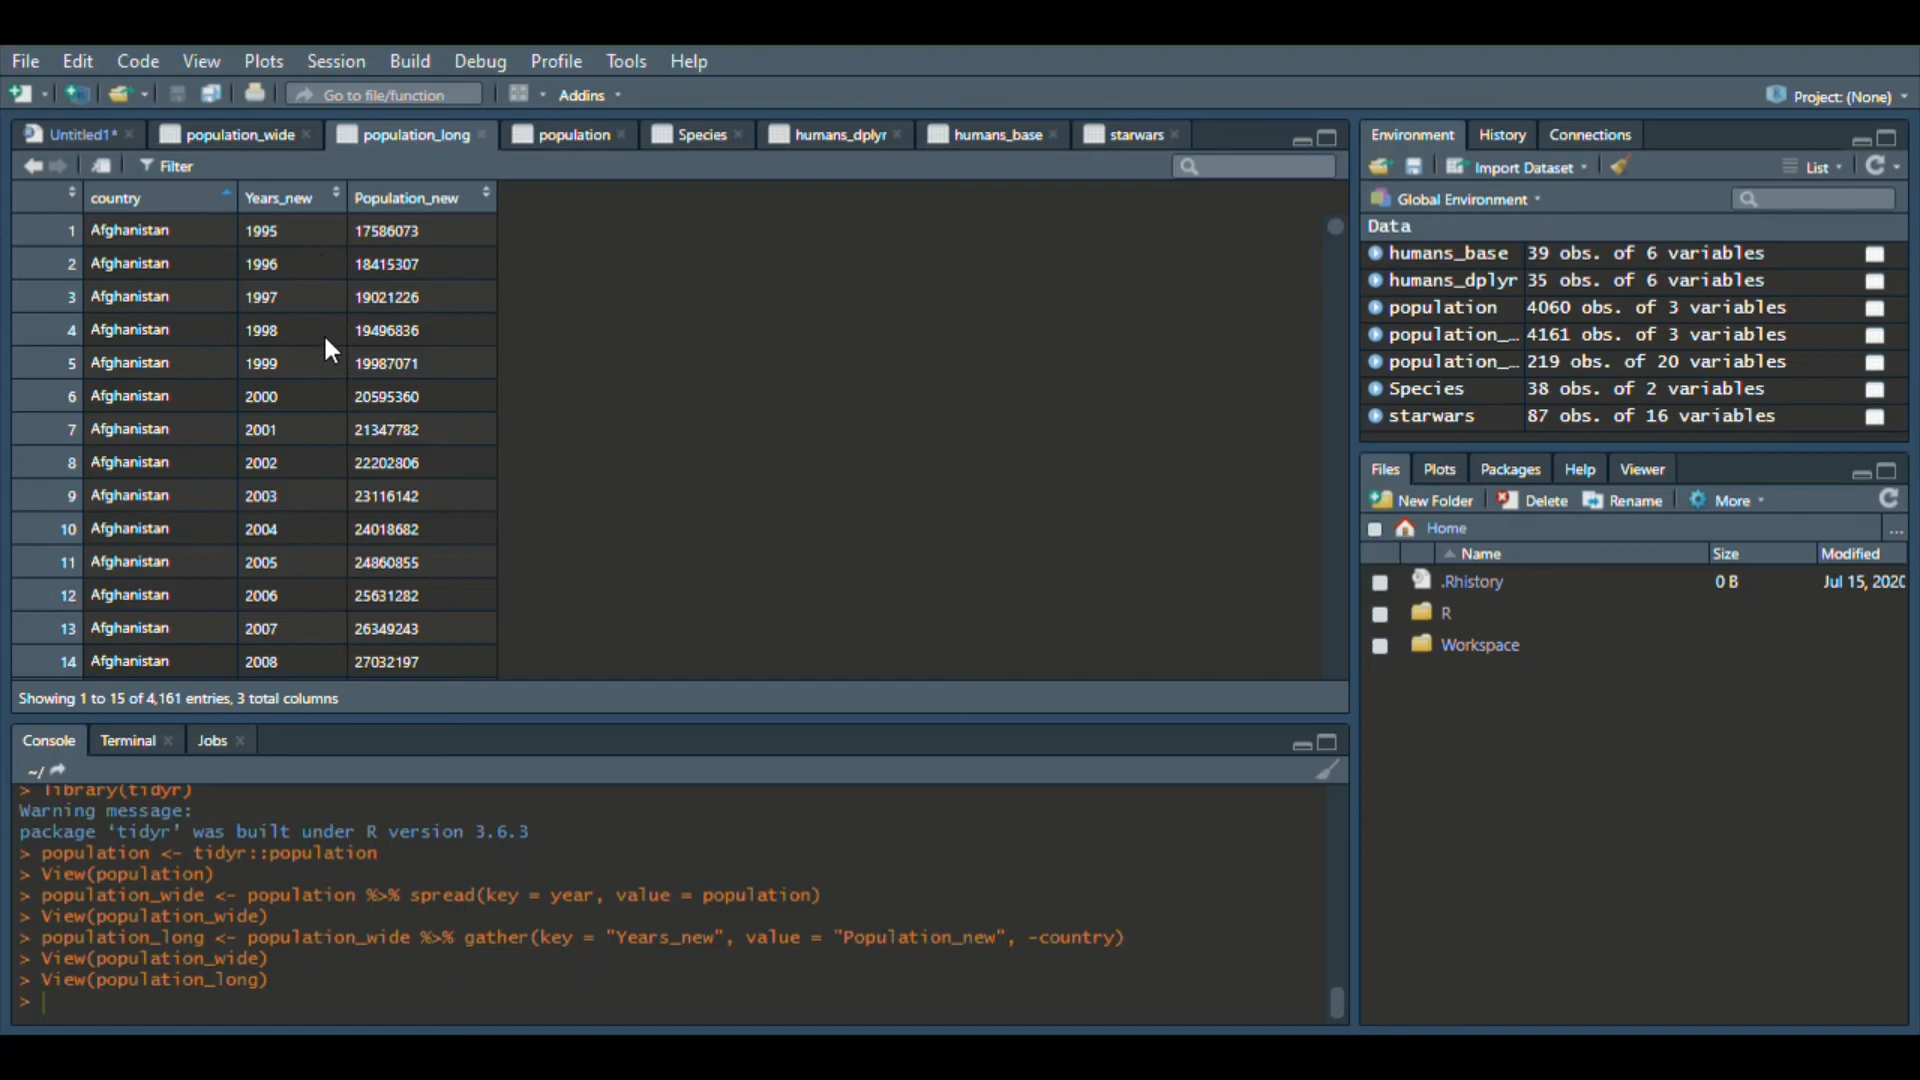 File Edit Code View Plots Session Build Debug Profile Tools Help
Go to file/function Addins Project: (None)
Untitled1* population_wide population_long population Species humans_dplyr humans_base starwars
Filter
country Years_new Population_new
1 Afghanistan 1995 17586073
2 Afghanistan 1996 18415307
3 Afghanistan 1997 19021226
4 Afghanistan 1998 19496836
5 Afghanistan 1999 19987071
6 Afghanistan 2000 20595360
7 Afghanistan 2001 21347782
8 Afghanistan 2002 22202806
9 Afghanistan 2003 23116142
10 Afghanistan 2004 24018682
11 Afghanistan 2005 24860855
12 Afghanistan 2006 25631282
13 Afghanistan 2007 26349243
14 Afghanistan 2008 27032197
Showing 1 to 15 of 4,161 entries, 3 total columns
Console Terminal Jobs
~/
> library(tidyr)
Warning message:
package ‘tidyr’ was built under R version 3.6.3
> population <- tidyr::population
> View(population)
> population_wide <- population %>% spread(key = year, value = population)
> View(population_wide)
> population_long <- population_wide %>% gather(key = "Years_new", value = "Population_new", -country)
> View(population_wide)
> View(population_long)
>
Environment History Connections
Import Dataset List
Global Environment
Data
humans_base 39 obs. of 6 variables
humans_dplyr 35 obs. of 6 variables
population 4060 obs. of 3 variables
population_… 4161 obs. of 3 variables
population_… 219 obs. of 20 variables
Species 38 obs. of 2 variables
starwars 87 obs. of 16 variables
Files Plots Packages Help Viewer
New Folder Delete Rename More
Home ...
Name Size Modified
.Rhistory 0 B Jul 15, 2020
R
Workspace